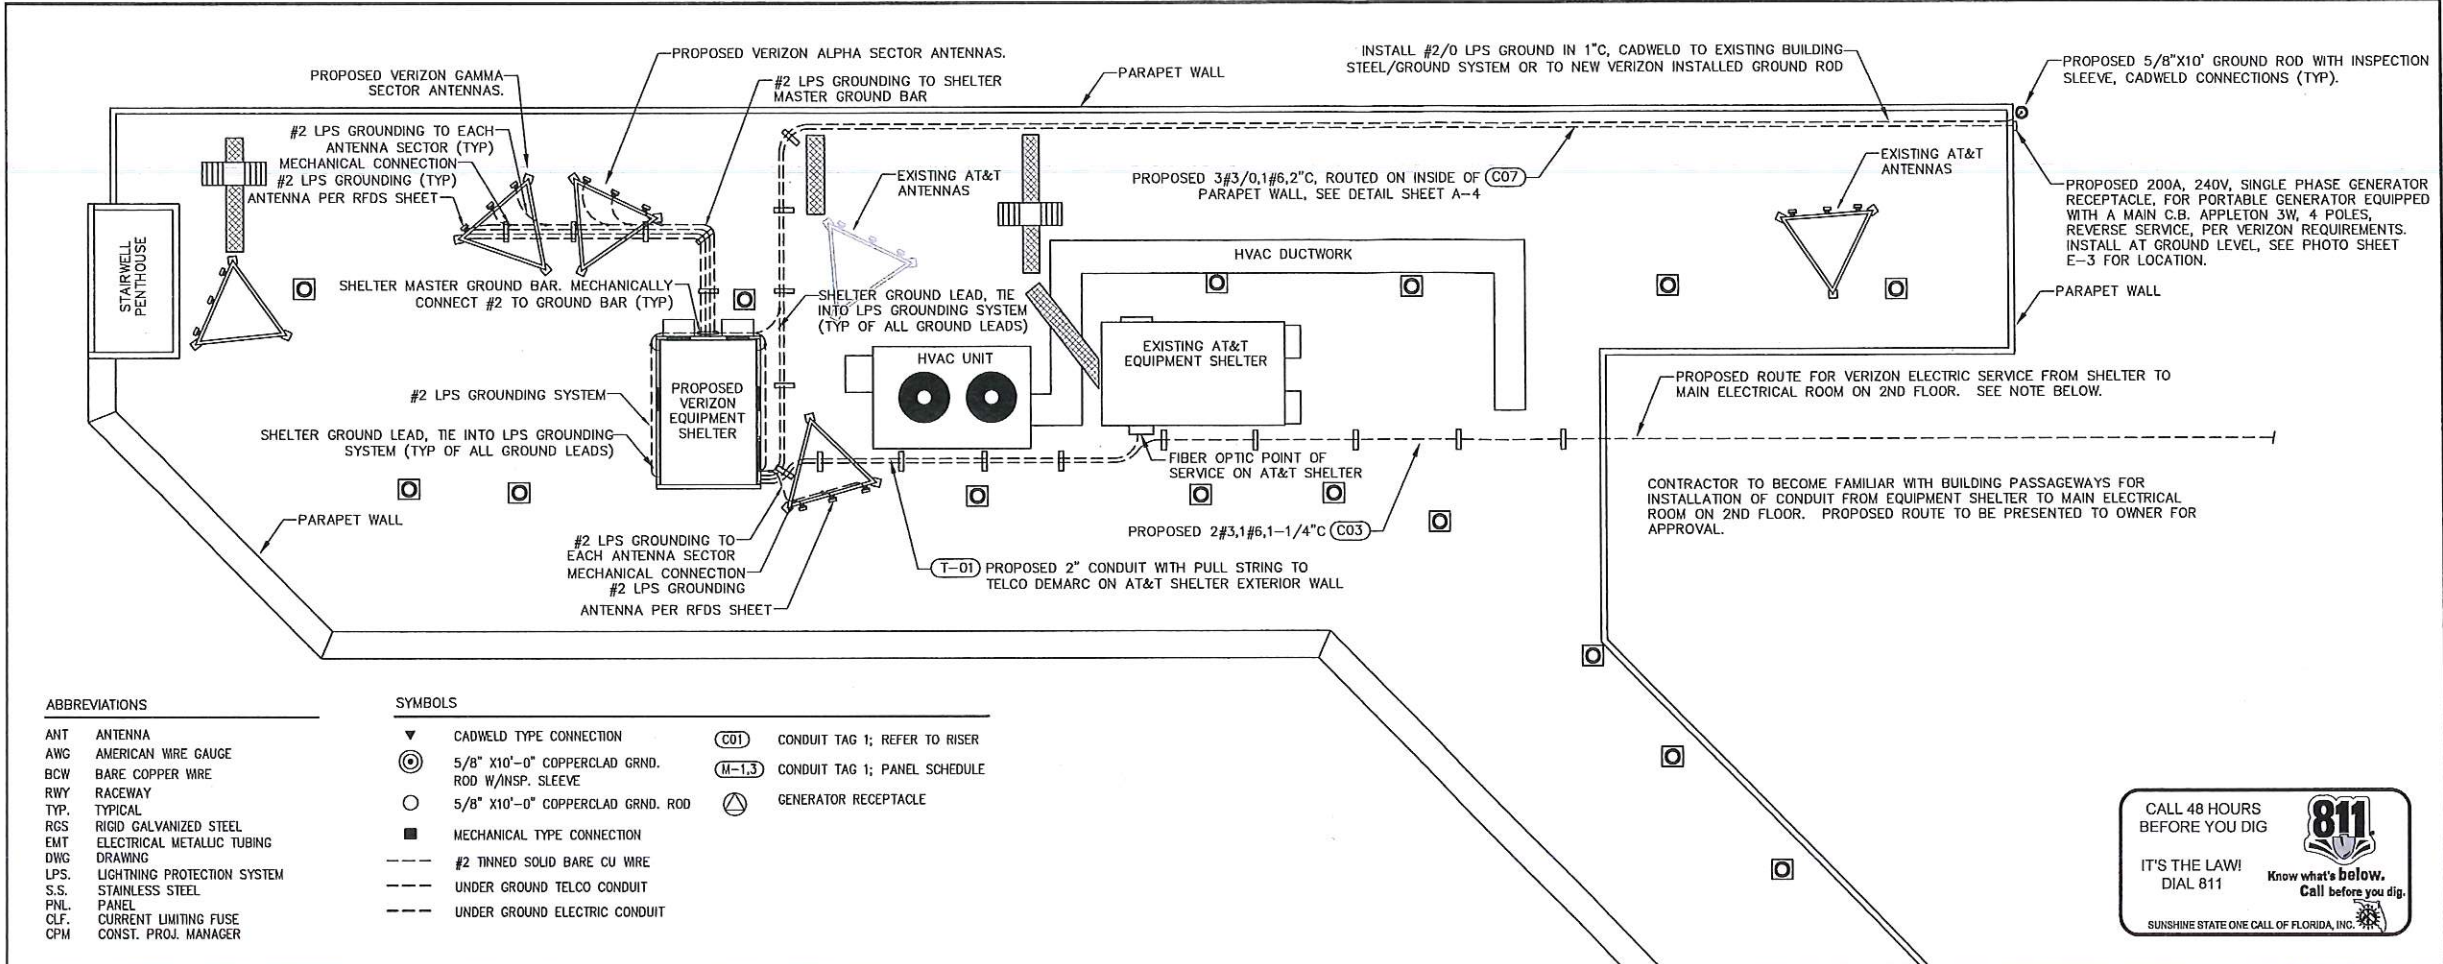 PROPOSED VERIZON ALPHA SECTOR ANTENNAS.
PROPOSED VERIZON GAMMA
SECTOR ANTENNAS.
#2 LPS GROUNDING TO SHELTER
MASTER GROUND BAR
PARAPET WALL
INSTALL #2/0 LPS GROUND IN 1"C, CADWELD TO EXISTING BUILDING
STEEL/GROUND SYSTEM OR TO NEW VERIZON INSTALLED GROUND ROD
PROPOSED 5/8"X10' GROUND ROD WITH INSPECTION
SLEEVE, CADWELD CONNECTIONS (TYP).
#2 LPS GROUNDING TO EACH
ANTENNA SECTOR (TYP)
MECHANICAL CONNECTION
#2 LPS GROUNDING (TYP)
ANTENNA PER RFDS SHEET
EXISTING AT&T
ANTENNAS
PROPOSED 3#3/0,1#6,2"C, ROUTED ON INSIDE OF C07
PARAPET WALL, SEE DETAIL SHEET A-4
EXISTING AT&T
ANTENNAS
PROPOSED 200A, 240V, SINGLE PHASE GENERATOR
RECEPTACLE, FOR PORTABLE GENERATOR EQUIPPED
WITH A MAIN C.B. APPLETON 3W, 4 POLES,
REVERSE SERVICE, PER VERIZON REQUIREMENTS.
INSTALL AT GROUND LEVEL, SEE PHOTO SHEET
E-3 FOR LOCATION.
STAIRWELL
PENTHOUSE
HVAC DUCTWORK
SHELTER MASTER GROUND BAR. MECHANICALLY
CONNECT #2 TO GROUND BAR (TYP)
SHELTER GROUND LEAD, TIE
INTO LPS GROUNDING SYSTEM
(TYP OF ALL GROUND LEADS)
PARAPET WALL
HVAC UNIT
EXISTING AT&T
EQUIPMENT SHELTER
PROPOSED
VERIZON
EQUIPMENT
SHELTER
#2 LPS GROUNDING SYSTEM
PROPOSED ROUTE FOR VERIZON ELECTRIC SERVICE FROM SHELTER TO
MAIN ELECTRICAL ROOM ON 2ND FLOOR. SEE NOTE BELOW.
SHELTER GROUND LEAD, TIE INTO LPS GROUNDING
SYSTEM (TYP OF ALL GROUND LEADS)
FIBER OPTIC POINT OF
SERVICE ON AT&T SHELTER
CONTRACTOR TO BECOME FAMILIAR WITH BUILDING PASSAGEWAYS FOR
INSTALLATION OF CONDUIT FROM EQUIPMENT SHELTER TO MAIN ELECTRICAL
ROOM ON 2ND FLOOR. PROPOSED ROUTE TO BE PRESENTED TO OWNER FOR
APPROVAL.
PARAPET WALL
PROPOSED 2#3,1#6,1-1/4"C C03
#2 LPS GROUNDING TO
EACH ANTENNA SECTOR
MECHANICAL CONNECTION
#2 LPS GROUNDING
ANTENNA PER RFDS SHEET
T-01 PROPOSED 2" CONDUIT WITH PULL STRING TO
TELCO DEMARC ON AT&T SHELTER EXTERIOR WALL
ABBREVIATIONS
ANT ANTENNA
AWG AMERICAN WIRE GAUGE
BCW BARE COPPER WIRE
RWY RACEWAY
TYP. TYPICAL
RGS RIGID GALVANIZED STEEL
EMT ELECTRICAL METALLIC TUBING
DWG DRAWING
LPS. LIGHTNING PROTECTION SYSTEM
S.S. STAINLESS STEEL
PNL. PANEL
CLF. CURRENT LIMITING FUSE
CPM CONST. PROJ. MANAGER
SYMBOLS
CADWELD TYPE CONNECTION
5/8" X10'-0" COPPERCLAD GRND.
ROD W/INSP. SLEEVE
5/8" X10'-0" COPPERCLAD GRND. ROD
MECHANICAL TYPE CONNECTION
#2 TINNED SOLID BARE CU WIRE
UNDER GROUND TELCO CONDUIT
UNDER GROUND ELECTRIC CONDUIT
C01 CONDUIT TAG 1; REFER TO RISER
M-1,3 CONDUIT TAG 1; PANEL SCHEDULE
GENERATOR RECEPTACLE
CALL 48 HOURS
BEFORE YOU DIG
IT'S THE LAW!
DIAL 811
811.
Know what's below.
Call before you dig.
SUNSHINE STATE ONE CALL OF FLORIDA, INC.